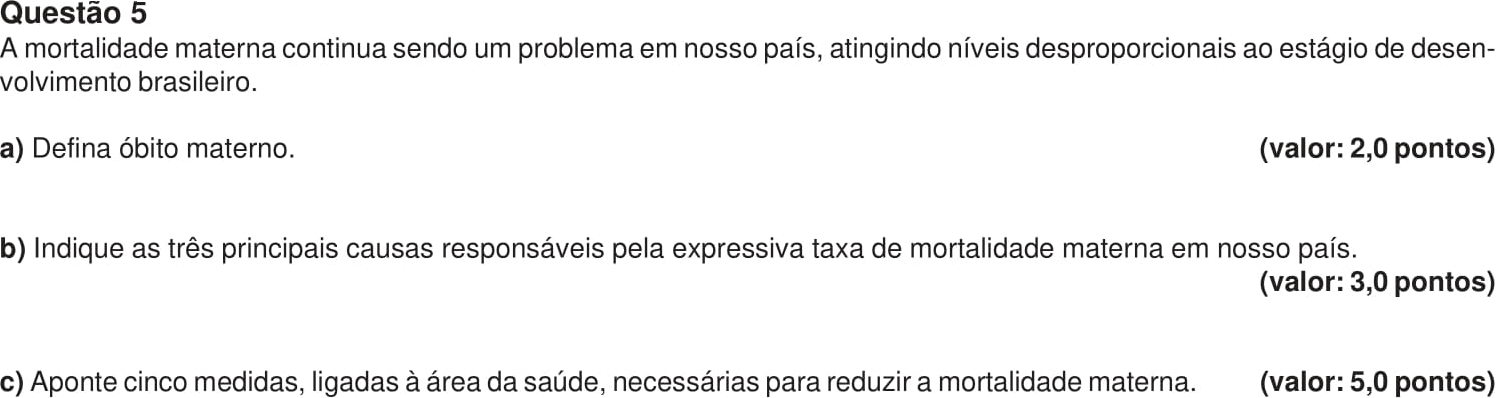 Questão 5
A mortalidade materna continua sendo um problema em nosso país, atingindo níveis desproporcionais ao estágio de desen-
volvimento brasileiro.
a) Defina óbito materno. (valor: 2,0 pontos)
b) Indique as três principais causas responsáveis pela expressiva taxa de mortalidade materna em nosso país.
(valor: 3,0 pontos)
c) Aponte cinco medidas, ligadas à área da saúde, necessárias para reduzir a mortalidade materna. (valor: 5,0 pontos)